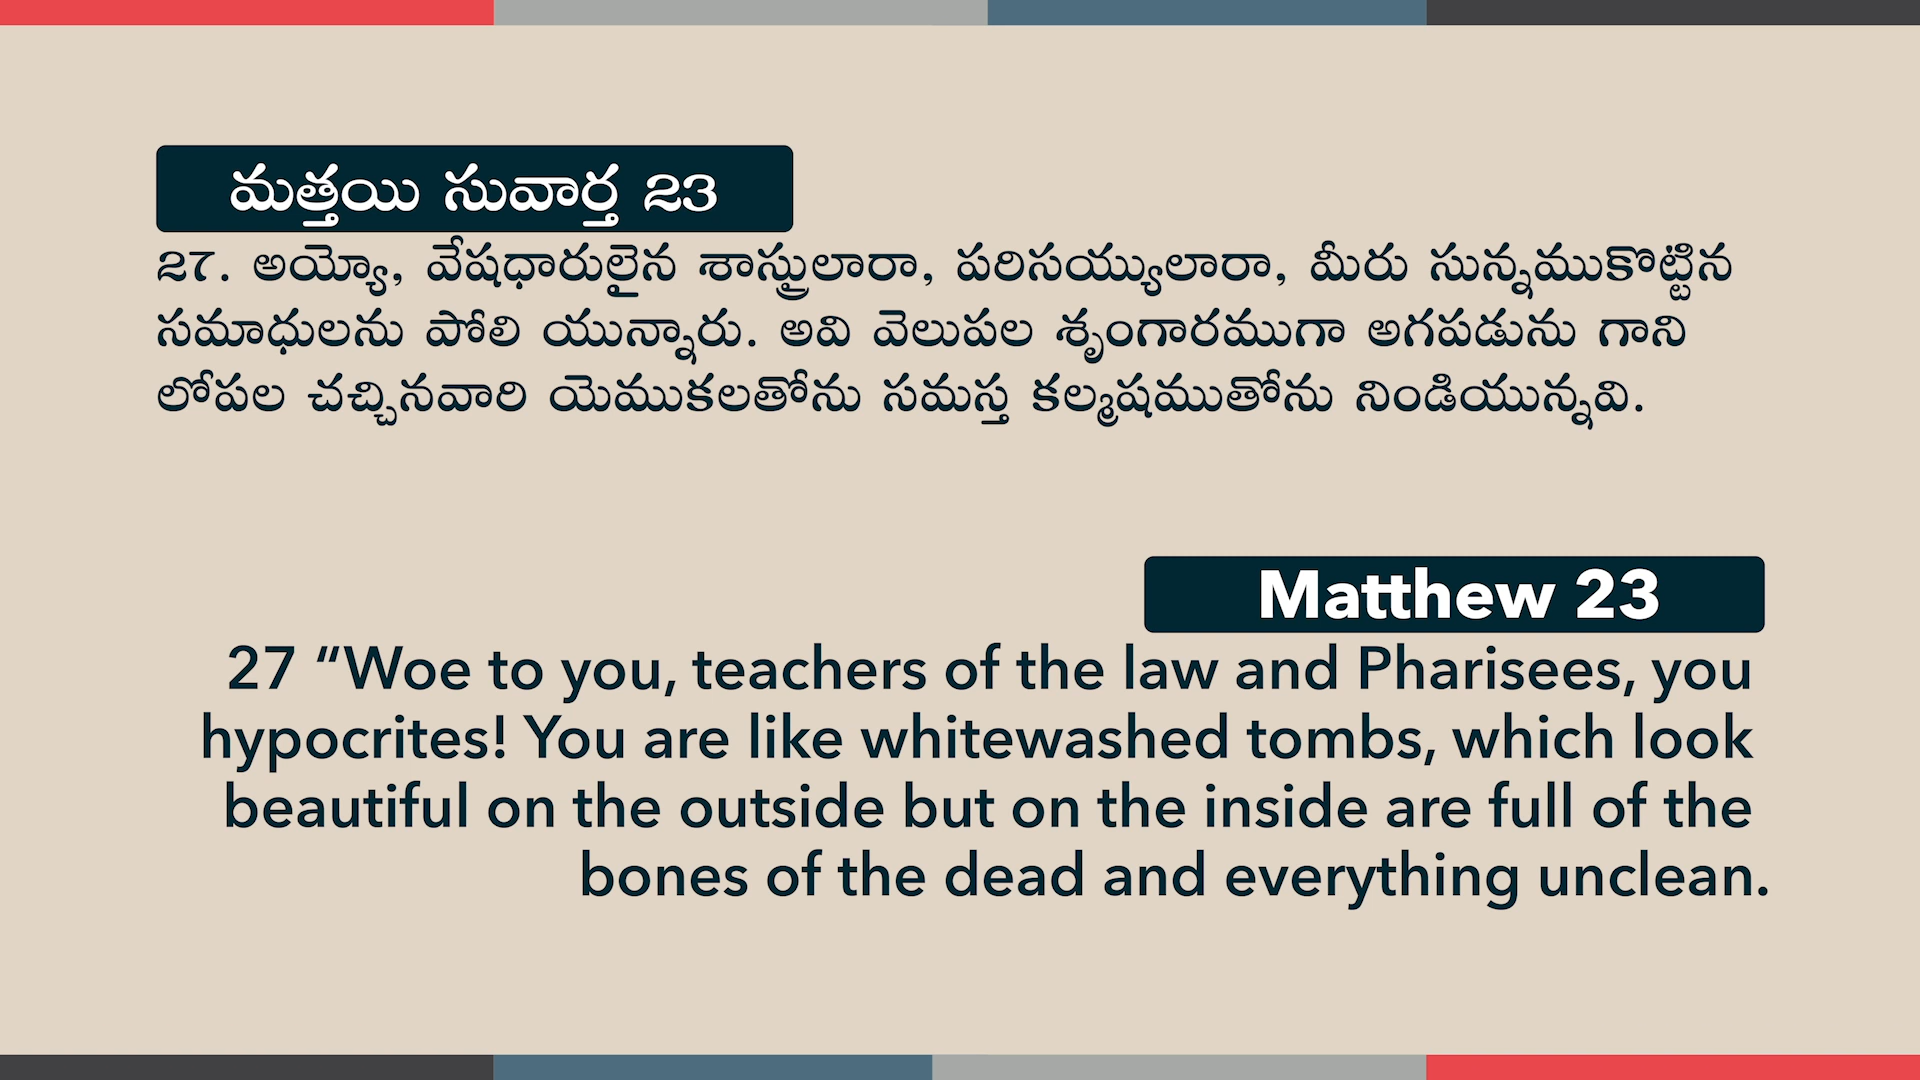 మత్తయి సువార్త 23
27. అయ్యో, వేషధారులైన శాస్త్రులారా, పరిసయ్యులారా, మీరు సున్నముకొట్టిన
సమాధులను పోలి యున్నారు. అవి వెలుపల శృంగారముగా అగపడును గాని
లోపల చచ్చినవారి యెముకలతోను సమస్త కల్మషముతోను నిండియున్నవి.
Matthew 23
27 “Woe to you, teachers of the law and Pharisees, you
hypocrites! You are like whitewashed tombs, which look
beautiful on the outside but on the inside are full of the
bones of the dead and everything unclean.